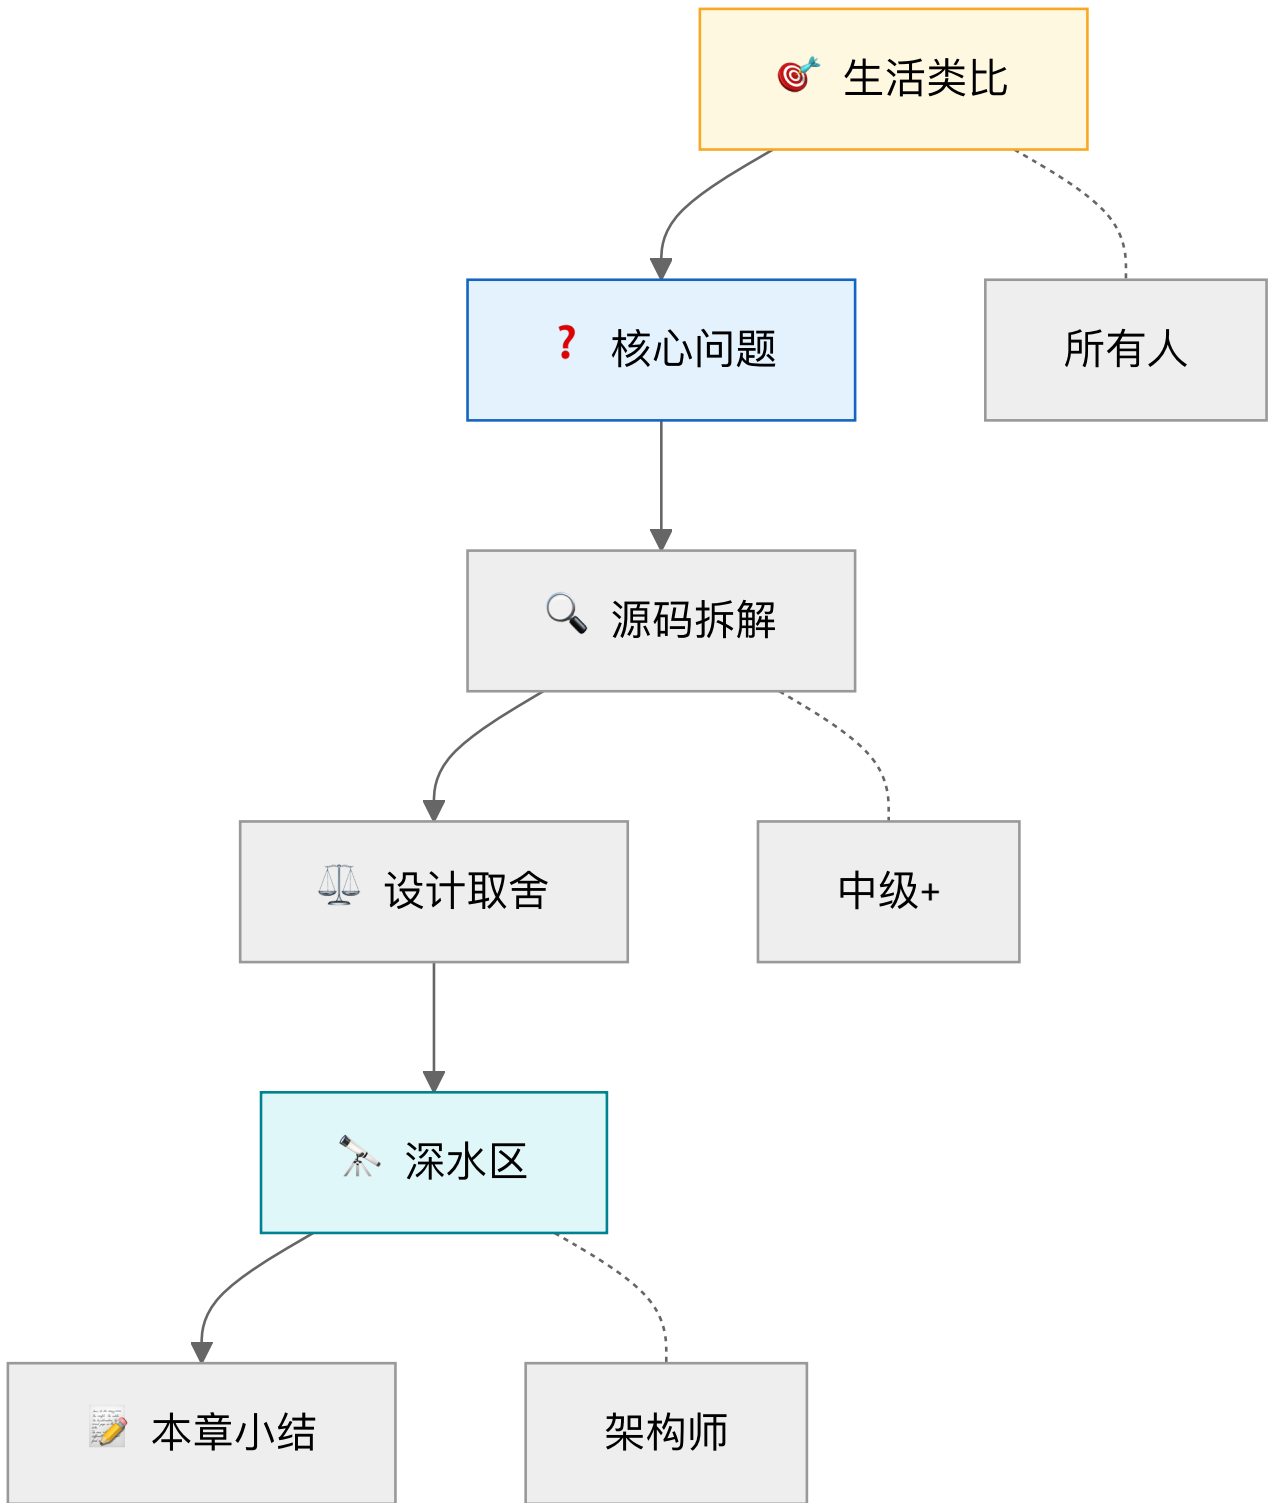 🎯 生活类比
❓ 核心问题
所有人
🔍 源码拆解
⚖️ 设计取舍
中级+
🔭 深水区
📝 本章小结
架构师